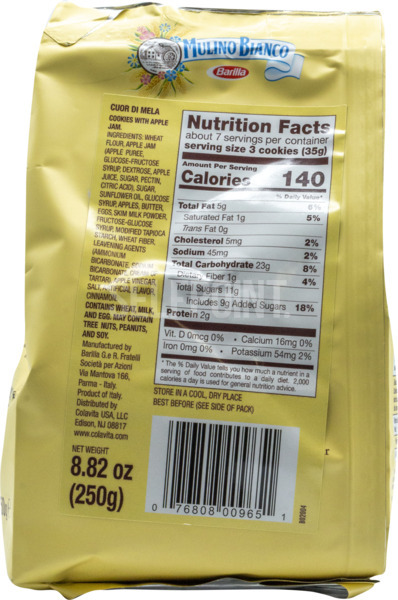 MULINO BIANCO
Barilla
CUOR DI MELA
COOKIES WITH APPLE
JAM.
INGREDIENTS: WHEAT
FLOUR, APPLE JAM
(APPLE PUREE,
GLUCOSE-FRUCTOSE
SYRUP, DEXTROSE, APPLE
JUICE, SUGAR, PECTIN,
CITRIC ACID), SUGAR,
SUNFLOWER OIL, GLUCOSE
SYRUP, APPLES, BUTTER,
EGGS, SKIM MILK POWDER,
FRUCTOSE-GLUCOSE
SYRUP, MODIFIED TAPIOCA
STARCH, WHEAT FIBER,
LEAVENING AGENTS
(AMMONIUM
BICARBONATE, SODIUM
BICARBONATE, CREAM OF
TARTAR), APPLE VINEGAR,
SALT, ARTIFICIAL FLAVOR,
CINNAMON.
CONTAINS WHEAT, MILK,
AND EGG. MAY CONTAIN
TREE NUTS, PEANUTS,
AND SOY.
Manufactured by
Barilla G.e R. Fratelli
Società per Azioni
Via Mantova 166,
Parma - Italy.
Product of Italy.
Distributed by
Colavita USA, LLC
Edison, NJ 08817
www.colavita.com
NET WEIGHT
8.82 oz
(250g)
Nutrition Facts
about 7 servings per container
serving size 3 cookies (35g)
Amount Per Serving
Calories 140
% Daily Value*
Total Fat 5g 6%
Saturated Fat 1g 5%
Trans Fat 0g
Cholesterol 5mg 2%
Sodium 45mg 2%
Total Carbohydrate 23g 8%
Dietary Fiber 1g 4%
Total Sugars 11g
Includes 9g Added Sugars 18%
Protein 2g
Vit. D 0mcg 0% • Calcium 16mg 0%
Iron 0mg 0% • Potassium 54mg 2%
* The % Daily Value tells you how much a nutrient in a
serving of food contributes to a daily diet. 2,000
calories a day is used for general nutrition advice.
STORE IN A COOL, DRY PLACE
BEST BEFORE (SEE SIDE OF PACK)
0 76808 00965 1